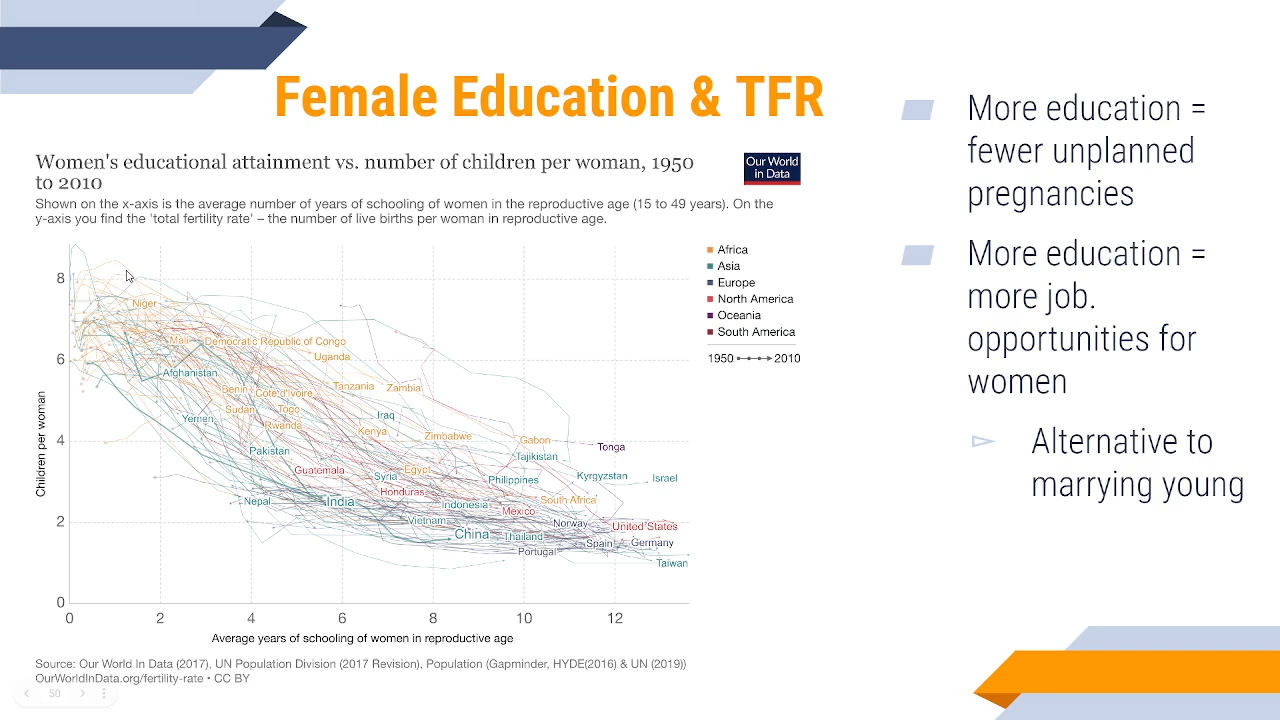 Female Education & TFR
Women's educational attainment vs. number of children per woman, 1950
to 2010
Our World
in Data
Shown on the x-axis is the average number of years of schooling of women in the reproductive age (15 to 49 years). On the
y-axis you find the 'total fertility rate' – the number of live births per woman in reproductive age.
Africa
Asia
Europe
North America
Oceania
South America
1950 2010
Children per woman
8
6
4
2
0
Niger
Mali
Democratic Republic of Congo
Uganda
Afghanistan
Benin
Cote d'Ivoire
Tanzania
Zambia
Sudan
Togo
Yemen
Rwanda
Iraq
Kenya
Zimbabwe
Gabon
Tonga
Pakistan
Tajikistan
Guatemala
Syria
Egypt
Philippines
Kyrgyzstan
Israel
Nepal
India
Honduras
Indonesia
South Africa
Mexico
Vietnam
Norway
United States
China
Thailand
Spain
Germany
Portugal
Taiwan
0 2 4 6 8 10 12
Average years of schooling of women in reproductive age
Source: Our World In Data (2017), UN Population Division (2017 Revision), Population (Gapminder, HYDE(2016) & UN (2019))
OurWorldInData.org/fertility-rate • CC BY
50
More education =
fewer unplanned
pregnancies
More education =
more job.
opportunities for
women
Alternative to
marrying young